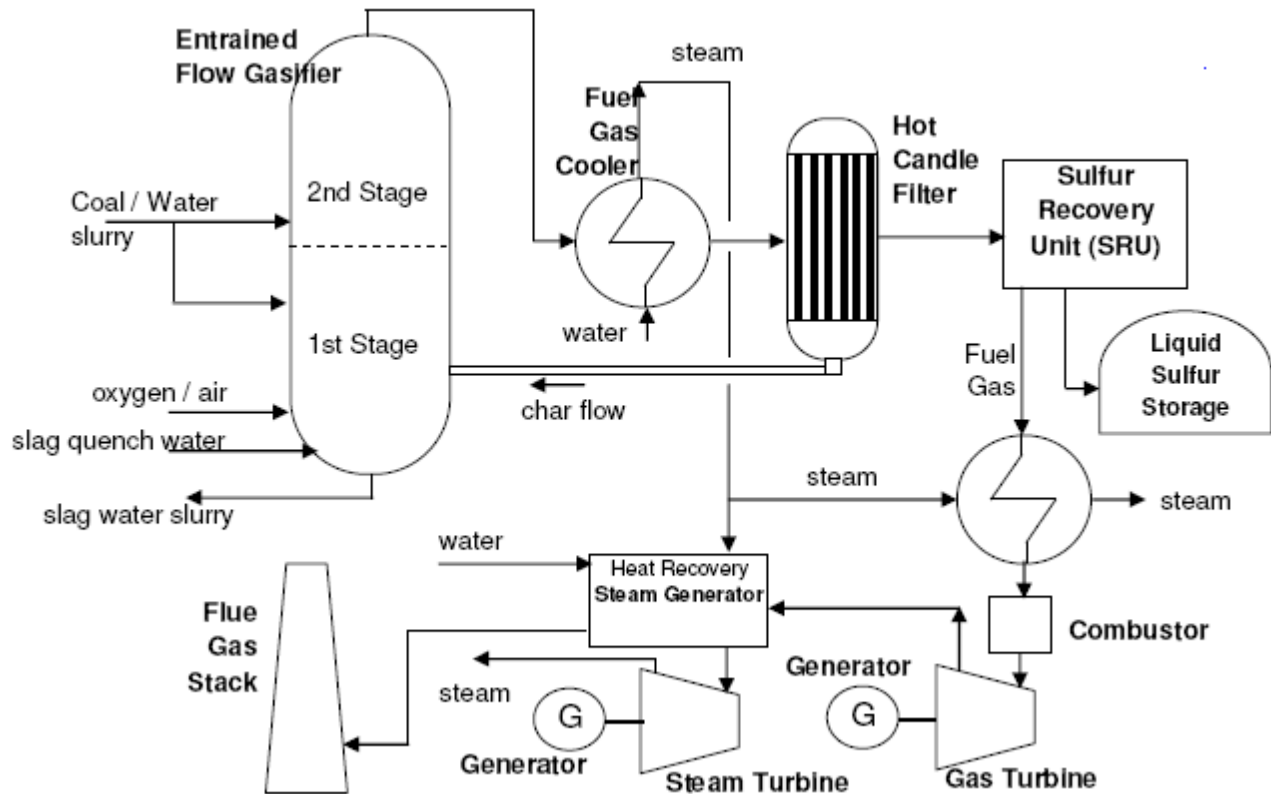 Entrained
Flow Gasifier
steam
Fuel
Gas
Cooler
Hot
Candle
Filter
Sulfur
Recovery
Unit (SRU)
Coal / Water
slurry
2nd Stage
1st Stage
water
Fuel
Gas
Liquid
Sulfur
Storage
oxygen / air
char flow
slag quench water
slag water slurry
steam
steam
water
Heat Recovery
Steam Generator
Flue
Gas
Stack
Combustor
steam
Generator
G
Generator
G
Steam Turbine
Gas Turbine